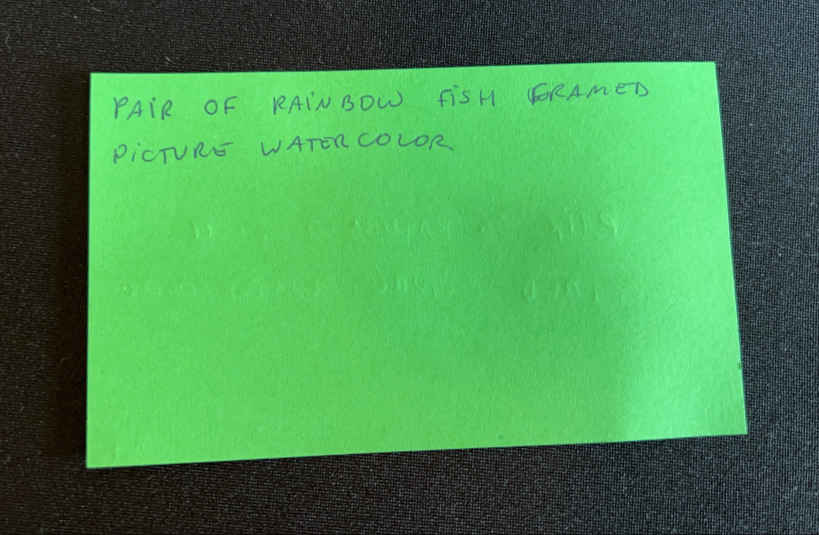 PAIR OF RAINBOW FISH FRAMED
PICTURE WATERCOLOR